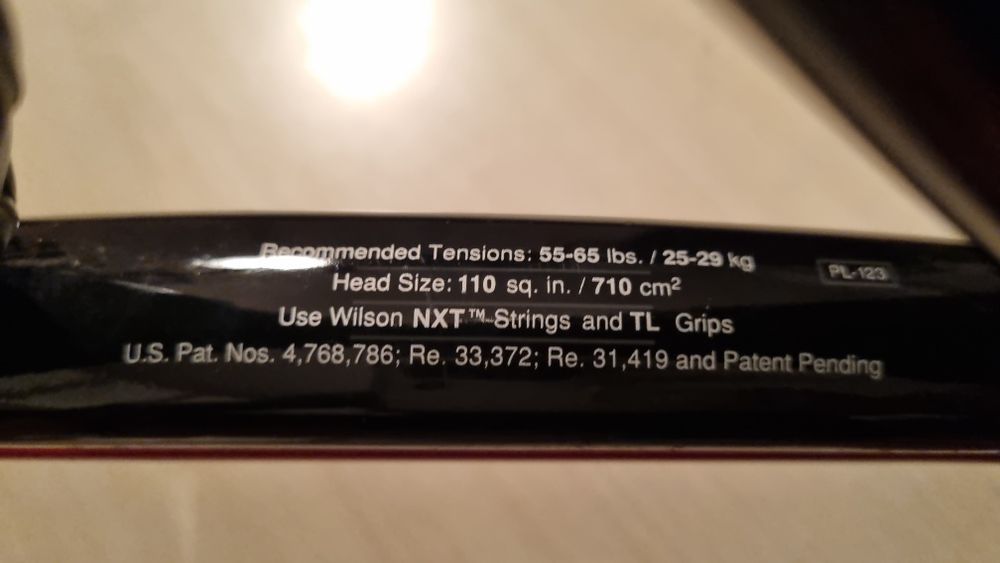 Recommended Tensions: 55-65 lbs. / 25-29 kg
PL-123
Head Size: 110 sq. in. / 710 cm²
Use Wilson NXT™ Strings and TL Grips
U.S. Pat. Nos. 4,768,786; Re. 33,372; Re. 31,419 and Patent Pending